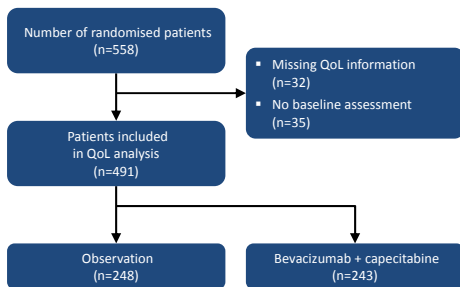 Number of randomised patients
(n=558)
▪ Missing QoL information
(n=32)
▪ No baseline assessment
(n=35)
Patients included
in QoL analysis
(n=491)
Observation
(n=248)
Bevacizumab + capecitabine
(n=243)